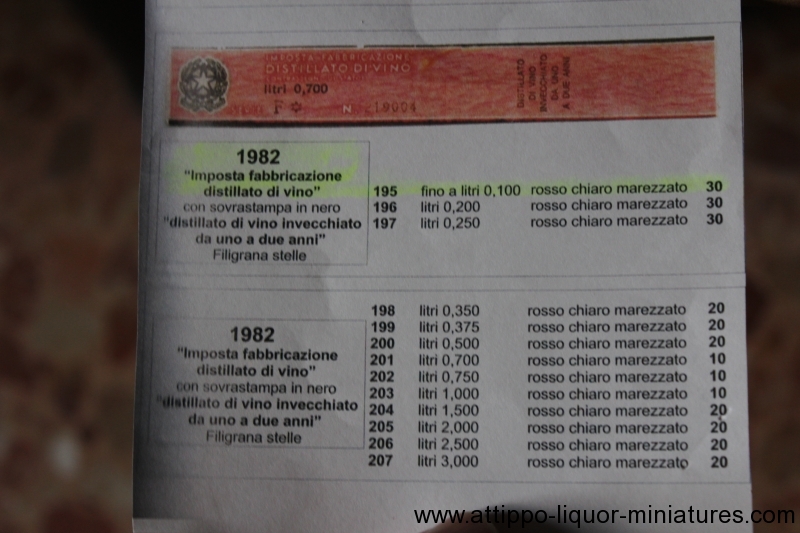 IMPOSTA FABBRICAZIONE
DISTILLATO DI VINO
litri 0,700
F
N
19004
DISTILLATO
DI VINO
INVECCHIATO
DA UNO
A DUE ANNI
1982
"Imposta fabbricazione
distillato di vino"
con sovrastampa in nero
"distillato di vino invecchiato
da uno a due anni"
Filigrana stelle
195 fino a litri 0,100 rosso chiaro marezzato 30
196 litri 0,200 rosso chiaro marezzato 30
197 litri 0,250 rosso chiaro marezzato 30
1982
"Imposta fabbricazione
distillato di vino"
con sovrastampa in nero
"distillato di vino invecchiato
da uno a due anni"
Filigrana stelle
198 litri 0,350 rosso chiaro marezzato 20
199 litri 0,375 rosso chiaro marezzato 20
200 litri 0,500 rosso chiaro marezzato 20
201 litri 0,700 rosso chiaro marezzato 10
202 litri 0,750 rosso chiaro marezzato 10
203 litri 1,000 rosso chiaro marezzato 10
204 litri 1,500 rosso chiaro marezzato 20
205 litri 2,000 rosso chiaro marezzato 20
206 litri 2,500 rosso chiaro marezzato 20
207 litri 3,000 rosso chiaro marezzato 20
www.attippo-liquor-miniatures.com